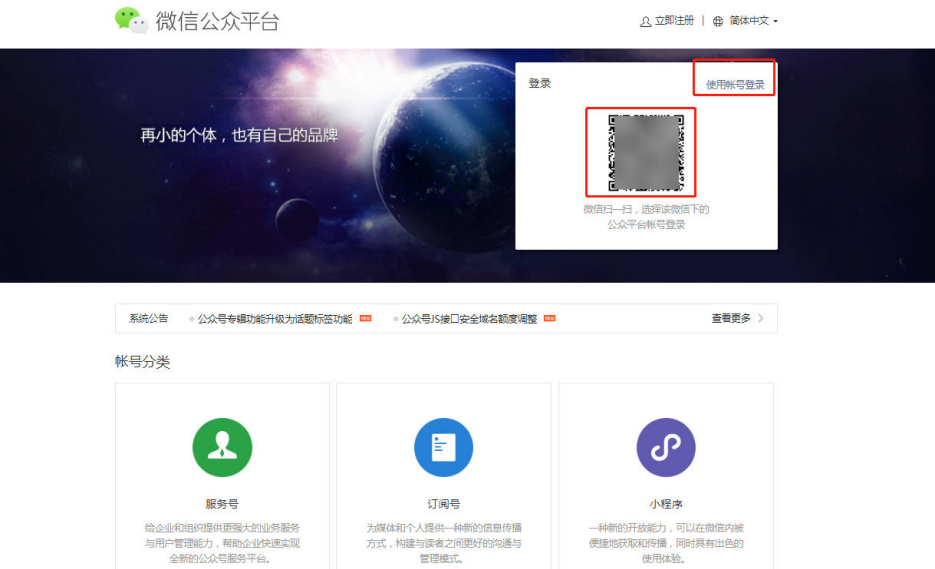 微信公众平台
立即注册 | 简体中文
登录
使用帐号登录
再小的个体，也有自己的品牌
微信扫一扫，选择该微信下的
公众平台帐号登录
系统公告 公众号专辑功能升级为话题标签功能 公众号JS接口安全域名额度调整 查看更多
帐号分类
服务号
给企业和组织提供更强大的业务服务
与用户管理能力，帮助企业快速实现
全新的公众号服务平台。
订阅号
为媒体和个人提供一种新的信息传播
方式，构建与读者之间更好的沟通与
管理模式。
小程序
一种新的开放能力，可以在微信内被
便捷地获取和传播，同时具有出色的
使用体验。